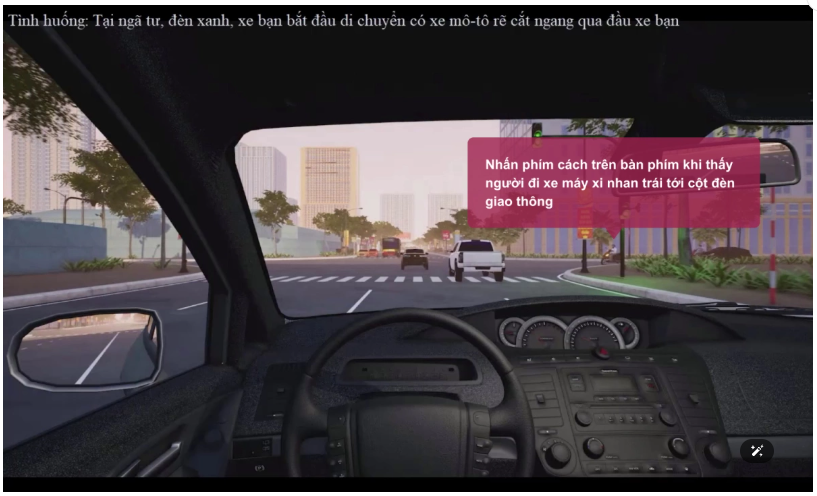 Tình huống: Tại ngã tư, đèn xanh, xe bạn bắt đầu di chuyển có xe mô-tô rẽ cắt ngang qua đầu xe bạn
Nhấn phím cách trên bàn phím khi thấy
người đi xe máy xi nhan trái tới cột đèn
giao thông